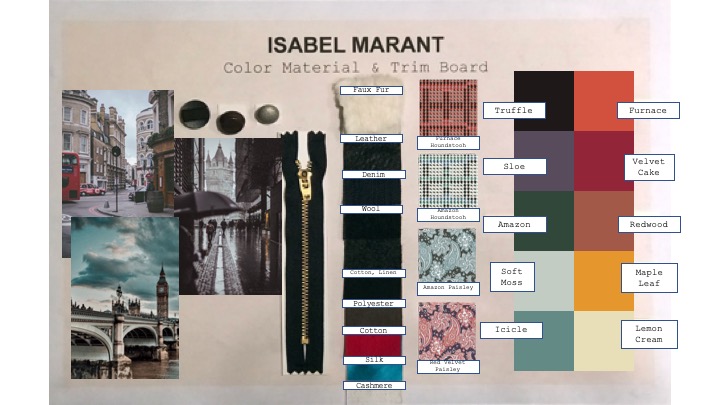 ISABEL MARANT
Color Material & Trim Board
Faux Fur
Leather
Denim
Wool
Cotton, Linen
Polyester
Cotton
Silk
Cashmere
Furnace
Houndstooh
Amazon
Houndstooh
Amazon Paisley
Red Velvet
Paisley
Truffle
Sloe
Amazon
Soft
Moss
Icicle
Furnace
Velvet
Cake
Redwood
Maple
Leaf
Lemon
Cream